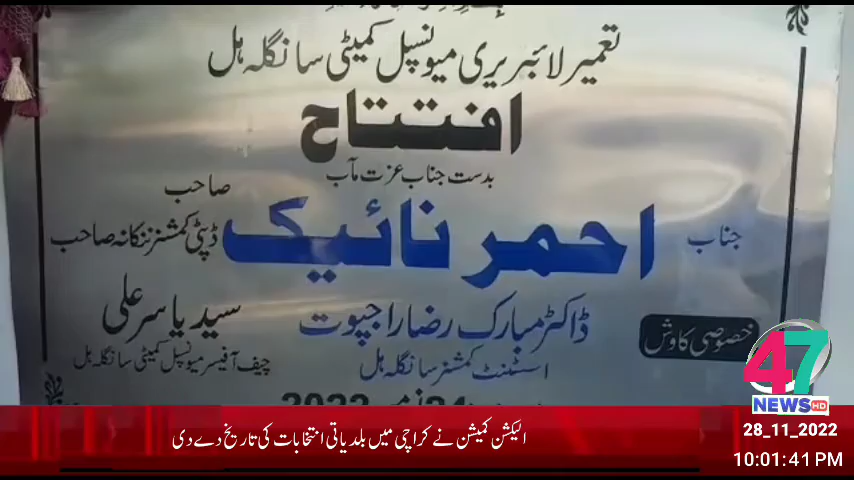 تعمیر لائبریری میونسپل کمیٹی سانگلہ ہل
افتتاح
بدست جناب عزت مآب
جناب احمر نائیک صاحب ڈپٹی کمشنر ننکانہ صاحب
خصوصی کاوش ڈاکٹر مبارک رضا راجپوت سید یاسر علی
اسسٹنٹ کمشنر سانگلہ ہل چیف آفیسر میونسپل کمیٹی سانگلہ ہل
47
NEWS HD
الیکشن کمیشن نے کراچی میں بلدیاتی انتخابات کی تاریخ دے دی
28_11_2022
10:01:41 PM